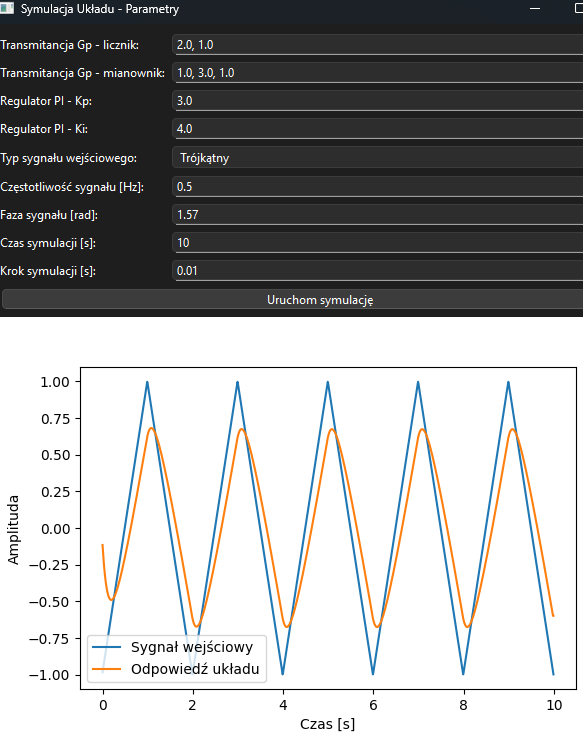 Symulacja Układu - Parametry
Transmitancja Gp - licznik: 2.0, 1.0
Transmitancja Gp - mianownik: 1.0, 3.0, 1.0
Regulator PI - Kp: 3.0
Regulator PI - Ki: 4.0
Typ sygnału wejściowego: Trójkątny
Częstotliwość sygnału [Hz]: 0.5
Faza sygnału [rad]: 1.57
Czas symulacji [s]: 10
Krok symulacji [s]: 0.01
Uruchom symulację
1.00
0.75
0.50
0.25
0.00
−0.25
−0.50
−0.75
−1.00
Amplituda
Sygnał wejściowy
Odpowiedź układu
0 2 4 6 8 10
Czas [s]